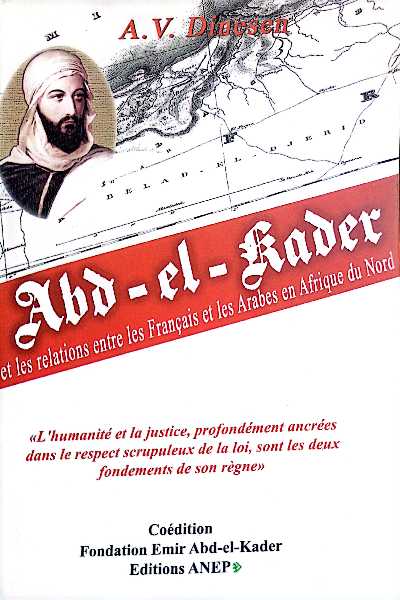 A.V. Dinesen
BELAD-EL-DJERID
Abd-el-Kader
et les relations entre les Français et les Arabes en Afrique du Nord
«L'humanité et la justice, profondément ancrées
dans le respect scrupuleux de la loi, sont les deux
fondements de son règne»
Coédition
Fondation Emir Abd-el-Kader
Editions ANEP